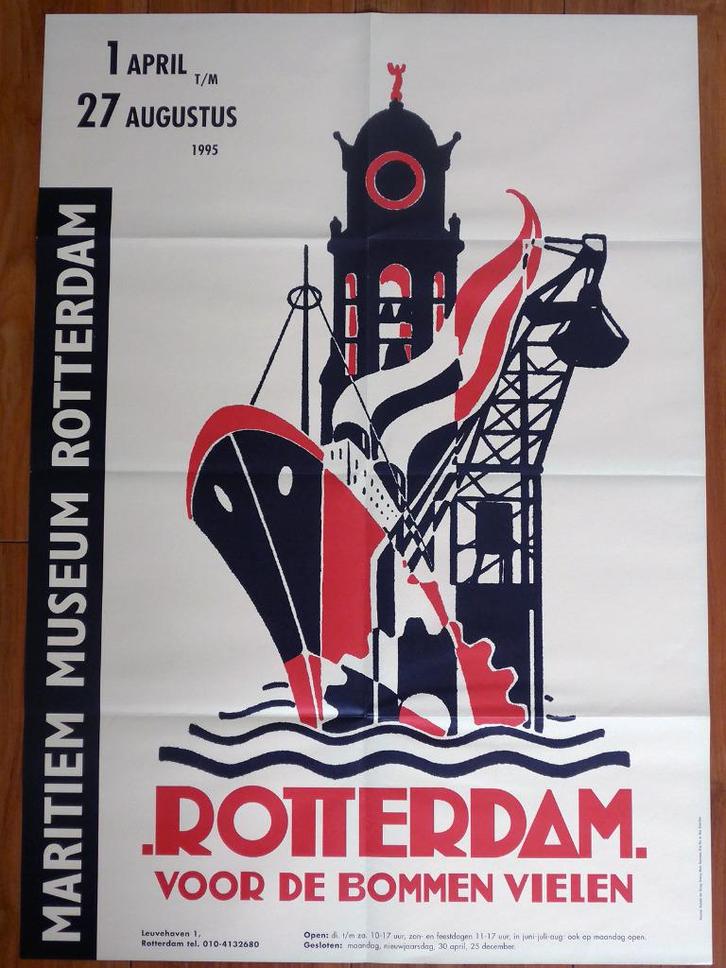 1 APRIL T/M
27 AUGUSTUS
1995
MARITIEM MUSEUM ROTTERDAM
.ROTTERDAM.
VOOR DE BOMMEN VIELEN
Leuvehaven 1,
Rotterdam tel. 010-4132680
Open: di. t/m za. 10-17 uur, zon- en feestdagen 11-17 uur, in juni-juli-aug: ook op maandag open.
Gesloten: maandag, nieuwjaarsdag, 30 april, 25 december.